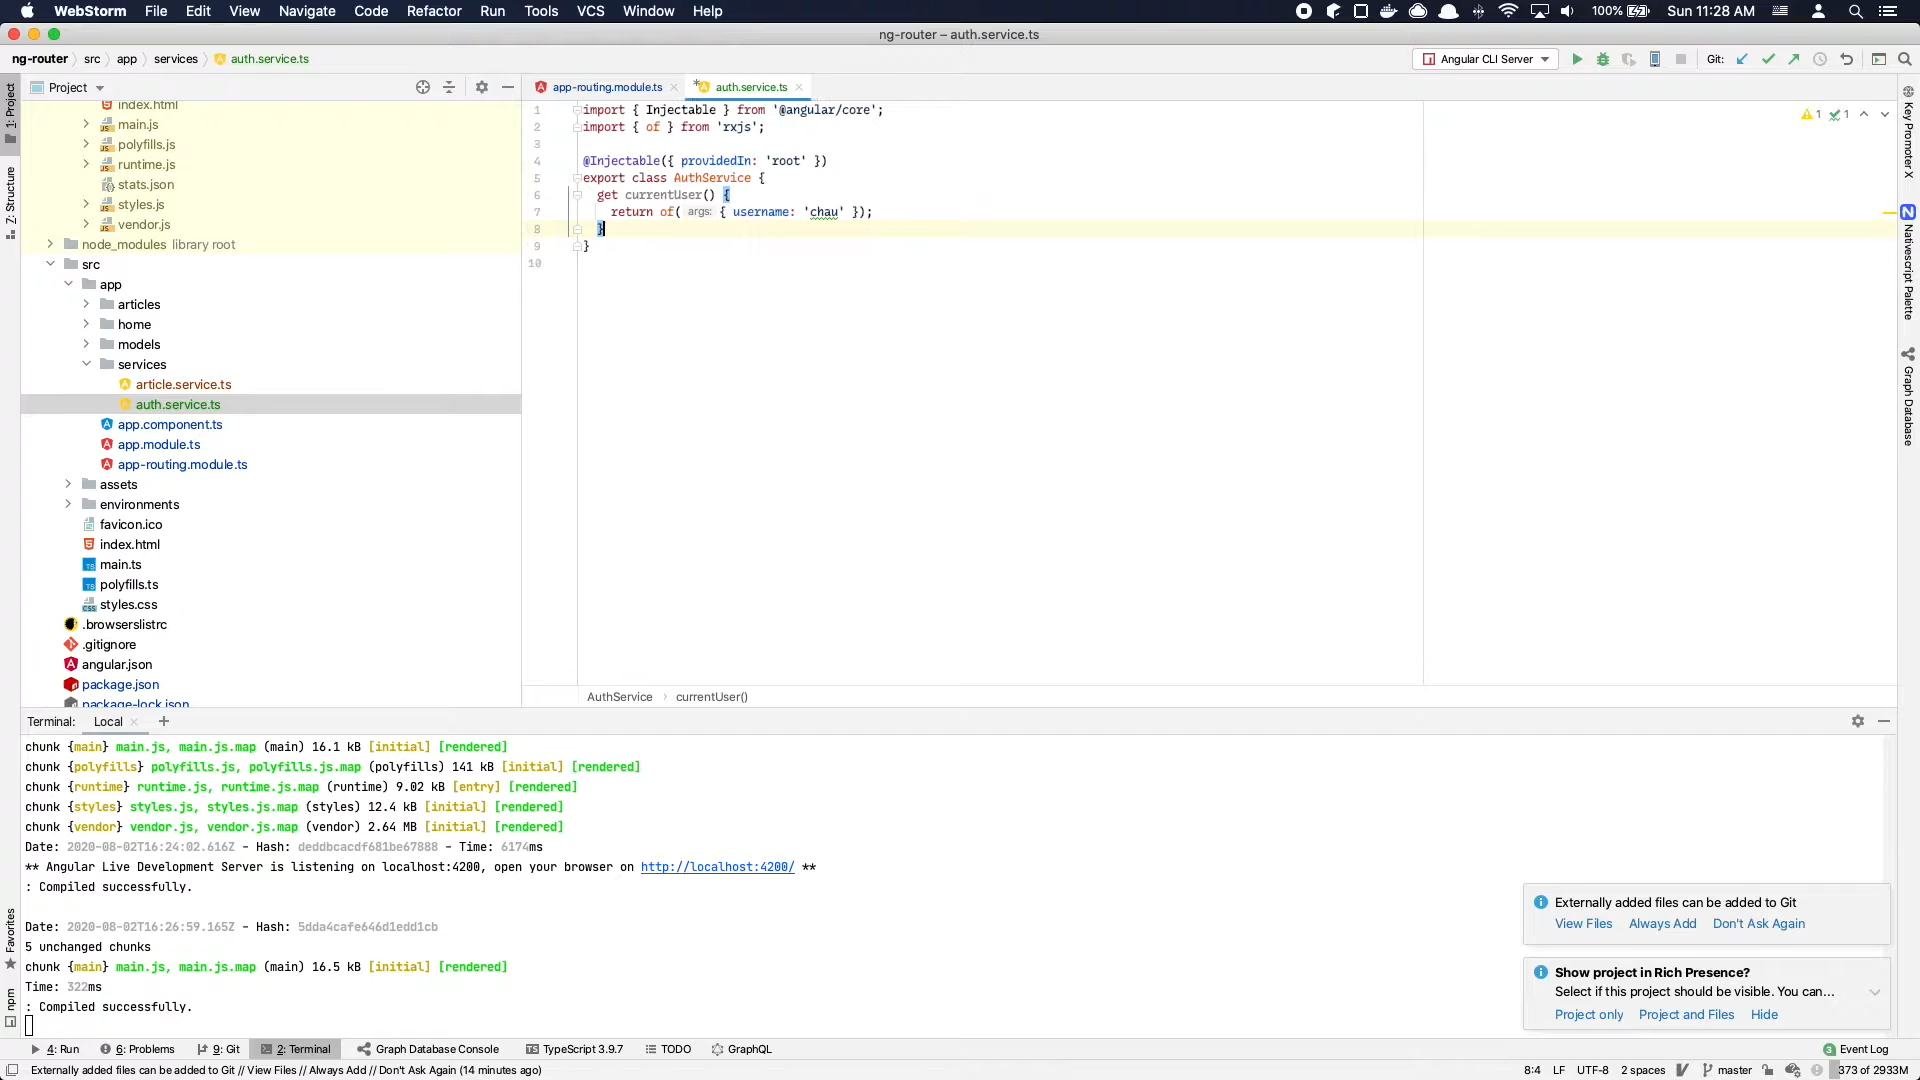 WebStorm File Edit View Navigate Code Refactor Run Tools VCS Window Help
100% Sun 11:28 AM
ng-router – auth.service.ts
ng-router src app services auth.service.ts
Angular CLI Server Git:
Project
app-routing.module.ts * auth.service.ts
index.html
main.js
polyfills.js
runtime.js
stats.json
styles.js
vendor.js
node_modules library root
src
app
articles
home
models
services
article.service.ts
auth.service.ts
app.component.ts
app.module.ts
app-routing.module.ts
assets
environments
favicon.ico
index.html
main.ts
polyfills.ts
styles.css
.browserslistrc
.gitignore
angular.json
package.json
package-lock.json
1 import { Injectable } from '@angular/core';
2 import { of } from 'rxjs';
3
4 @Injectable({ providedIn: 'root' })
5 export class AuthService {
6 get currentUser() {
7 return of( args: { username: 'chau' });
8 }
9 }
10
1 1
AuthService currentUser()
1: Project
Z: Structure
Favorites
npm
Key Promoter X
Nativescript Palette
Graph Database
Terminal: Local
chunk {main} main.js, main.js.map (main) 16.1 kB [initial] [rendered]
chunk {polyfills} polyfills.js, polyfills.js.map (polyfills) 141 kB [initial] [rendered]
chunk {runtime} runtime.js, runtime.js.map (runtime) 9.02 kB [entry] [rendered]
chunk {styles} styles.js, styles.js.map (styles) 12.4 kB [initial] [rendered]
chunk {vendor} vendor.js, vendor.js.map (vendor) 2.64 MB [initial] [rendered]
Date: 2020-08-02T16:24:02.616Z - Hash: deddbcacdf681be67888 - Time: 6174ms
** Angular Live Development Server is listening on localhost:4200, open your browser on http://localhost:4200/ **
: Compiled successfully.
Date: 2020-08-02T16:26:59.165Z - Hash: 5dda4cafe646d1edd1cb
5 unchanged chunks
chunk {main} main.js, main.js.map (main) 16.5 kB [initial] [rendered]
Time: 322ms
: Compiled successfully.
Externally added files can be added to Git
View Files Always Add Don't Ask Again
Show project in Rich Presence?
Select if this project should be visible. You can...
Project only Project and Files Hide
4: Run 6: Problems 9: Git 2: Terminal Graph Database Console TypeScript 3.9.7 TODO GraphQL 3 Event Log
Externally added files can be added to Git // View Files // Always Add // Don't Ask Again (14 minutes ago) 8:4 LF UTF-8 2 spaces master 373 of 2933M